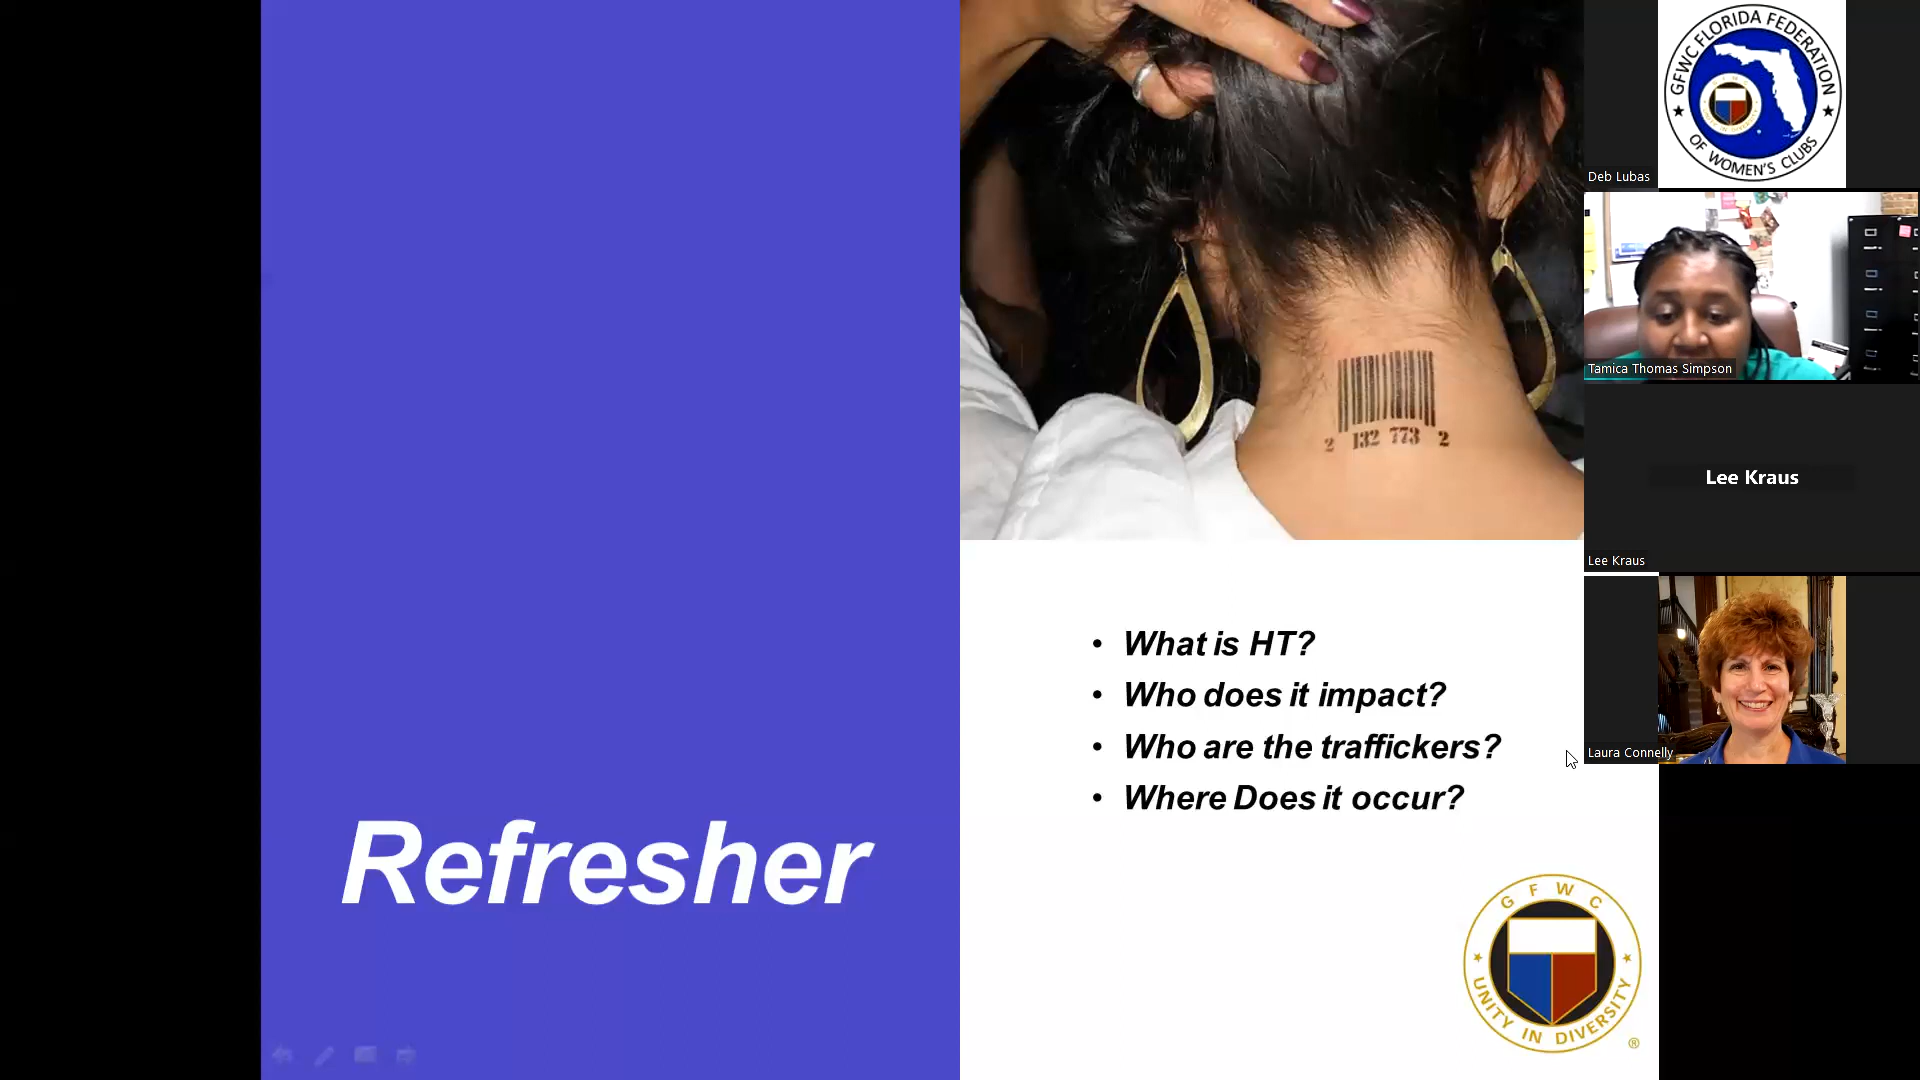 Refresher
2 132 773 2
• What is HT?
• Who does it impact?
• Who are the traffickers?
• Where Does it occur?
GFWC
UNITY IN DIVERSITY
®
GFWC FLORIDA FEDERATION
OF WOMEN'S CLUBS
Deb Lubas
Tamica Thomas Simpson
Lee Kraus
Lee Kraus
Laura Connelly